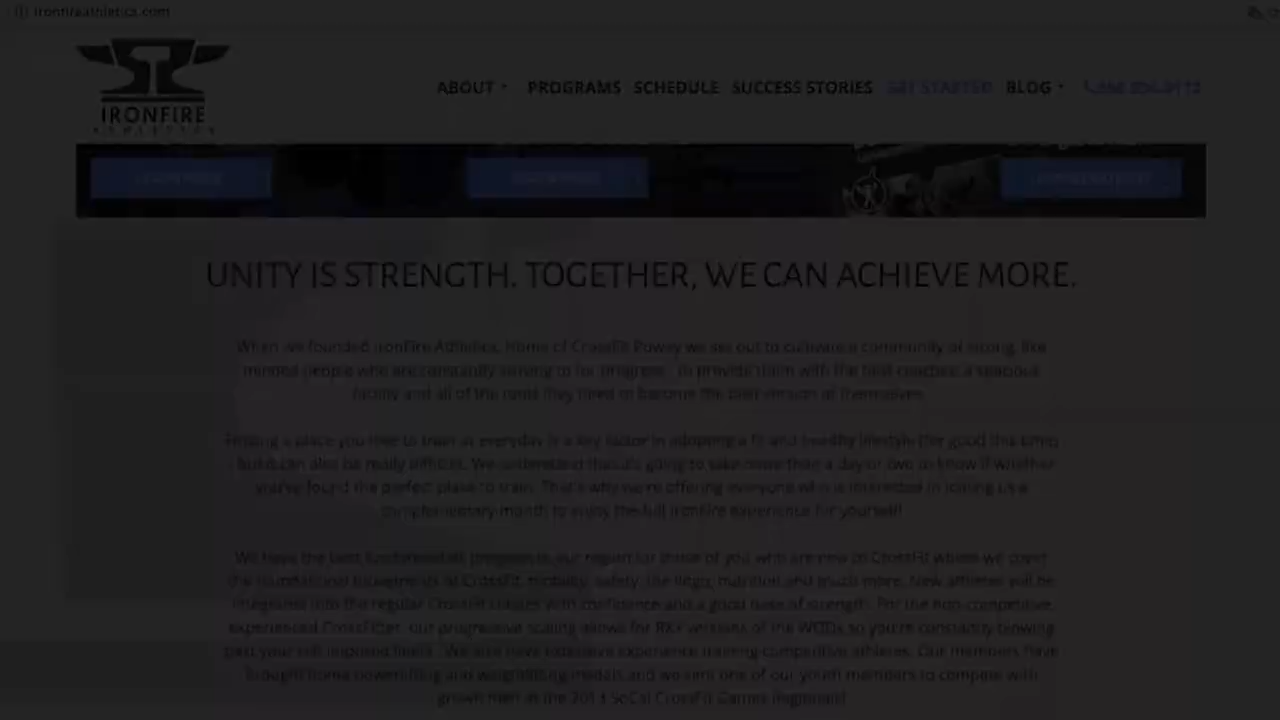 ironfireathletics.com
IRONFIRE
ABOUT PROGRAMS SCHEDULE SUCCESS STORIES GET STARTED BLOG
UNITY IS STRENGTH. TOGETHER, WE CAN ACHIEVE MORE.
When we founded IronFire Athletics, Home of CrossFit Poway we set out to cultivate a community of strong, like
minded people who are constantly striving to for progress. To provide them with the best coaches, a spacious
facility and all of the tools they need to become the best version of themselves.
Finding a place you love to train at everyday is a key factor in adopting a fit and healthy lifestyle (for good this time)
but it can also be really difficult. We understand that it's going to take more than a day or two to know if whether
you've found the perfect place to train. That's why we're offering everyone who is interested in joining us a
complimentary month to enjoy the full IronFire experience for yourself!
We have the best fundamentals program in our region for those of you who are new to CrossFit where we cover
the foundational movements of CrossFit, mobility, safety, the lingo, nutrition and much more. New athletes will be
integrated into the regular CrossFit classes with confidence and a good base of strength. For the non-competitive,
experienced CrossFitter, our progressive scaling allows for RX+ versions of the WODs so you're constantly growing
past your self imposed limits. We also have extensive experience training competitive athletes. Our members have
brought home powerlifting and weightlifting medals and we sent one of our youth members to compete with
grown men at the 2013 SoCal CrossFit Games Regionals!